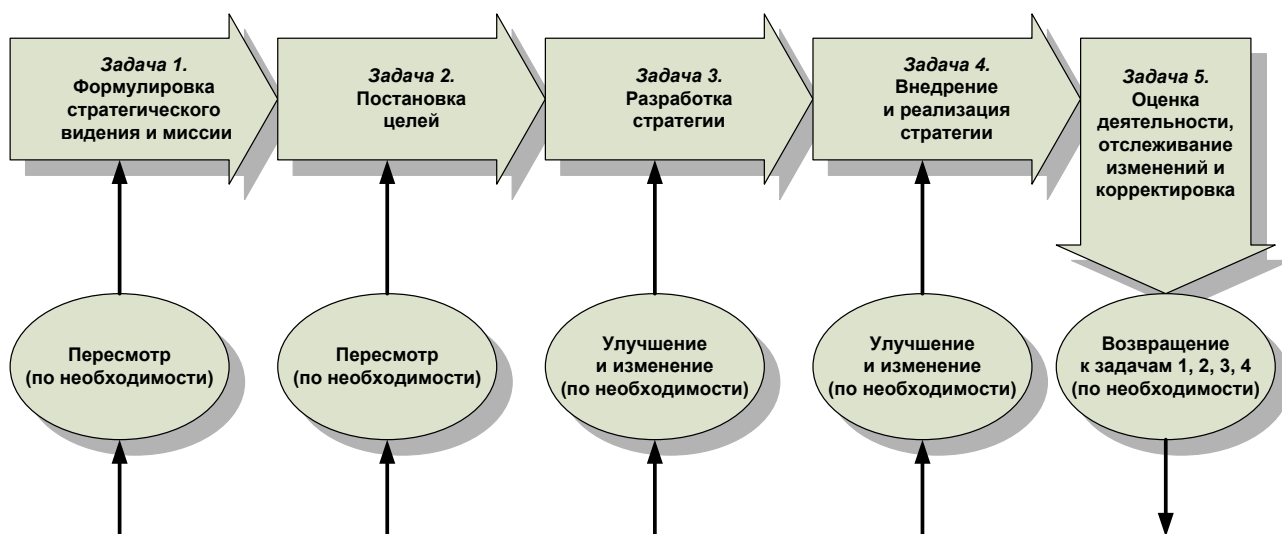 Задача 1.
Формулировка
стратегического
видения и миссии
Задача 2.
Постановка
целей
Задача 3.
Разработка
стратегии
Задача 4.
Внедрение
и реализация
стратегии
Задача 5.
Оценка
деятельности,
отслеживание
изменений и
корректировка
Пересмотр
(по необходимости)
Пересмотр
(по необходимости)
Улучшение
и изменение
(по необходимости)
Улучшение
и изменение
(по необходимости)
Возвращение
к задачам 1, 2, 3, 4
(по необходимости)